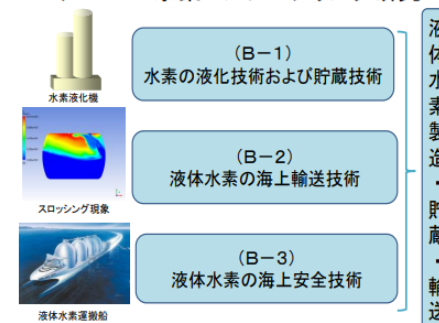 水素液化機
(B－1)
水素の液化技術および貯蔵技術
スロッシング現象
(B－2)
液体水素の海上輸送技術
液体水素運搬船
(B－3)
液体水素の海上安全技術
液体水素製造・貯蔵・輸送